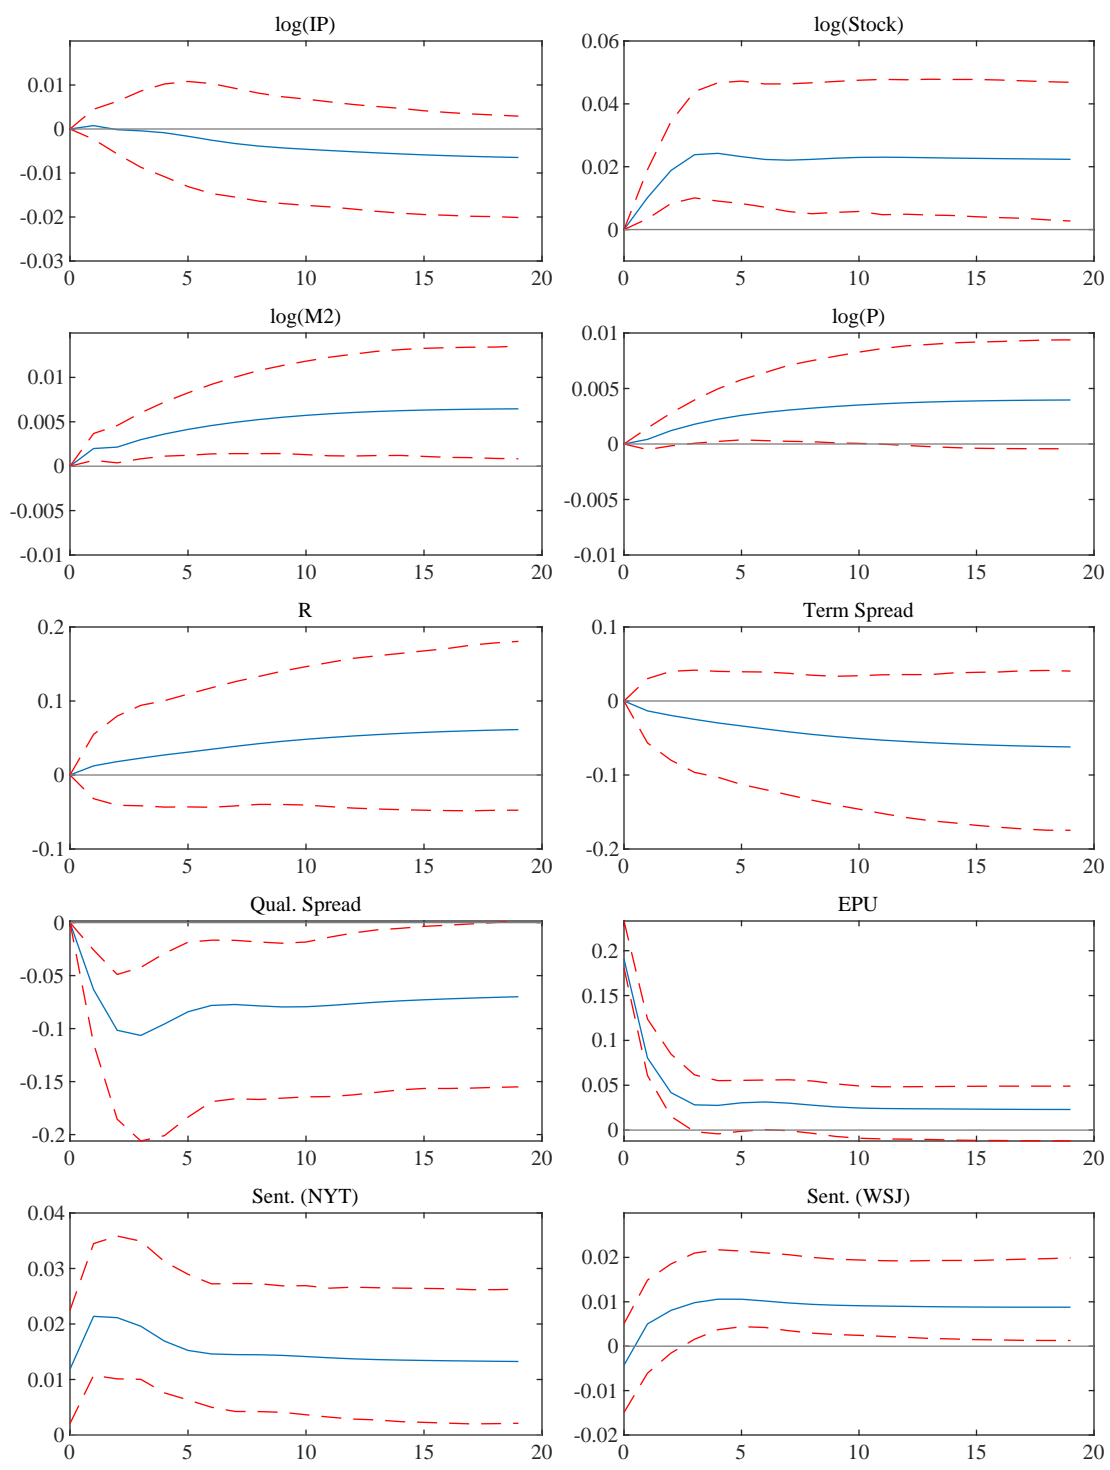 log(IP)
0.01
0
-0.01
-0.02
-0.03
0 5 10 15 20
log(Stock)
0.06
0.04
0.02
0
0 5 10 15 20
log(M2)
0.01
0.005
0
-0.005
-0.01
0 5 10 15 20
log(P)
0.01
0.005
0
-0.005
-0.01
0 5 10 15 20
R
0.2
0.1
0
-0.1
0 5 10 15 20
Term Spread
0.1
0
-0.1
-0.2
0 5 10 15 20
Qual. Spread
0
-0.05
-0.1
-0.15
-0.2
0 5 10 15 20
EPU
0.2
0.15
0.1
0.05
0
0 5 10 15 20
Sent. (NYT)
0.04
0.03
0.02
0.01
0
0 5 10 15 20
Sent. (WSJ)
0.02
0.01
0
-0.01
-0.02
0 5 10 15 20